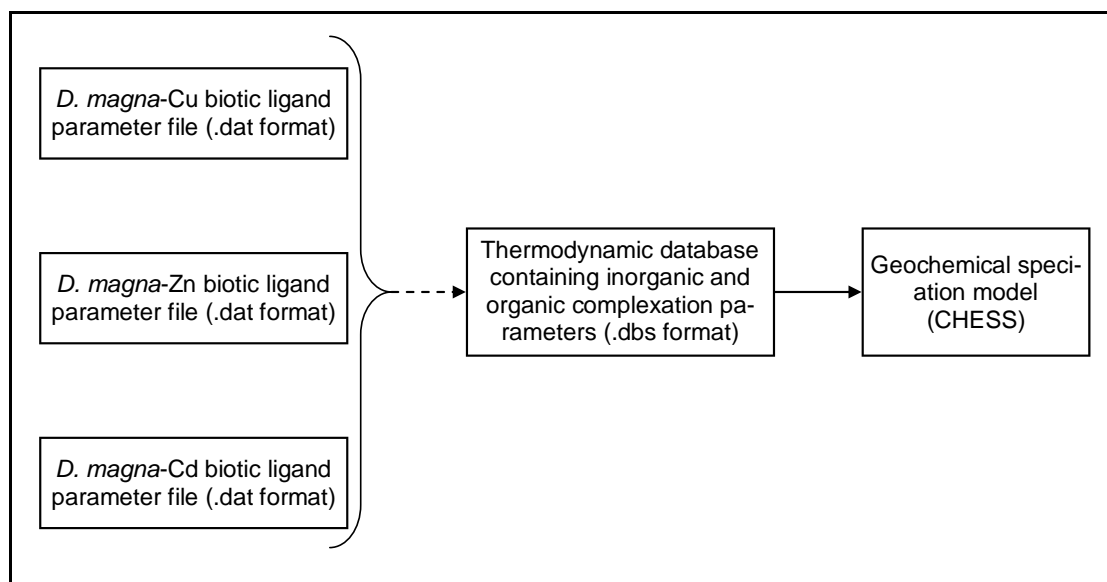 D. magna-Cu biotic ligand
parameter file (.dat format)
D. magna-Zn biotic ligand
parameter file (.dat format)
D. magna-Cd biotic ligand
parameter file (.dat format)
Thermodynamic database
containing inorganic and
organic complexation pa-
rameters (.dbs format)
Geochemical speci-
ation model
(CHESS)